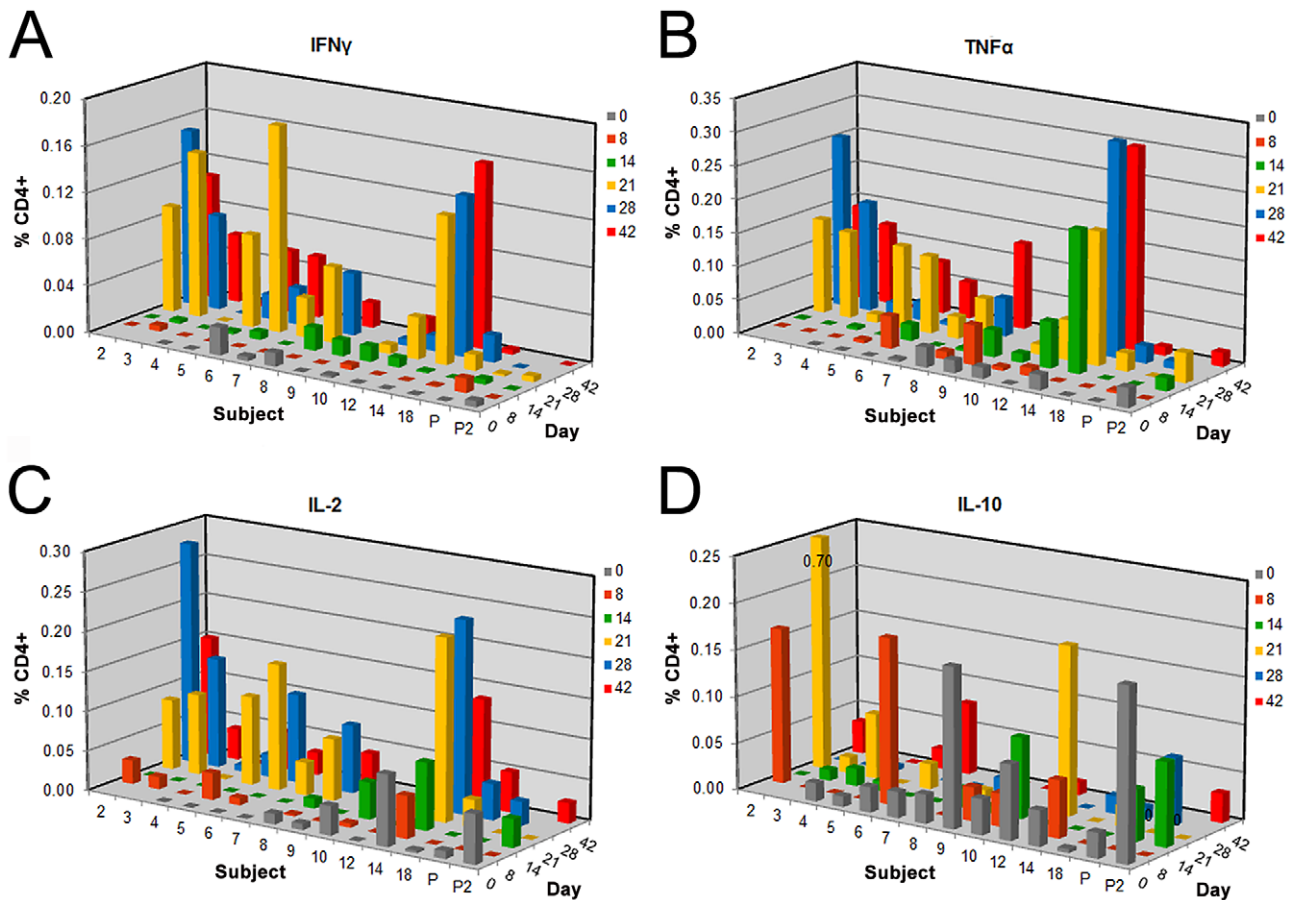 A
IFNγ
% CD4+
0.20
0.16
0.12
0.08
0.04
0.00
2 3 4 5 6 7 8 9 10 12 14 18 P P2
Subject
0 8 14 21 28 42
Day
0
8
14
21
28
42
B
TNFα
% CD4+
0.35
0.30
0.25
0.20
0.15
0.10
0.05
0.00
2 3 4 5 6 7 8 9 10 12 14 18 P P2
Subject
0 8 14 21 28 42
Day
0
8
14
21
28
42
C
IL-2
% CD4+
0.30
0.25
0.20
0.15
0.10
0.05
0.00
2 3 4 5 6 7 8 9 10 12 14 18 P P2
Subject
0 8 14 21 28 42
Day
0
8
14
21
28
42
D
IL-10
0.70
% CD4+
0.25
0.20
0.15
0.10
0.05
0.00
2 3 4 5 6 7 8 9 10 12 14 18 P P2
Subject
0 8 14 21 28 42
Day
0
8
14
21
28
42